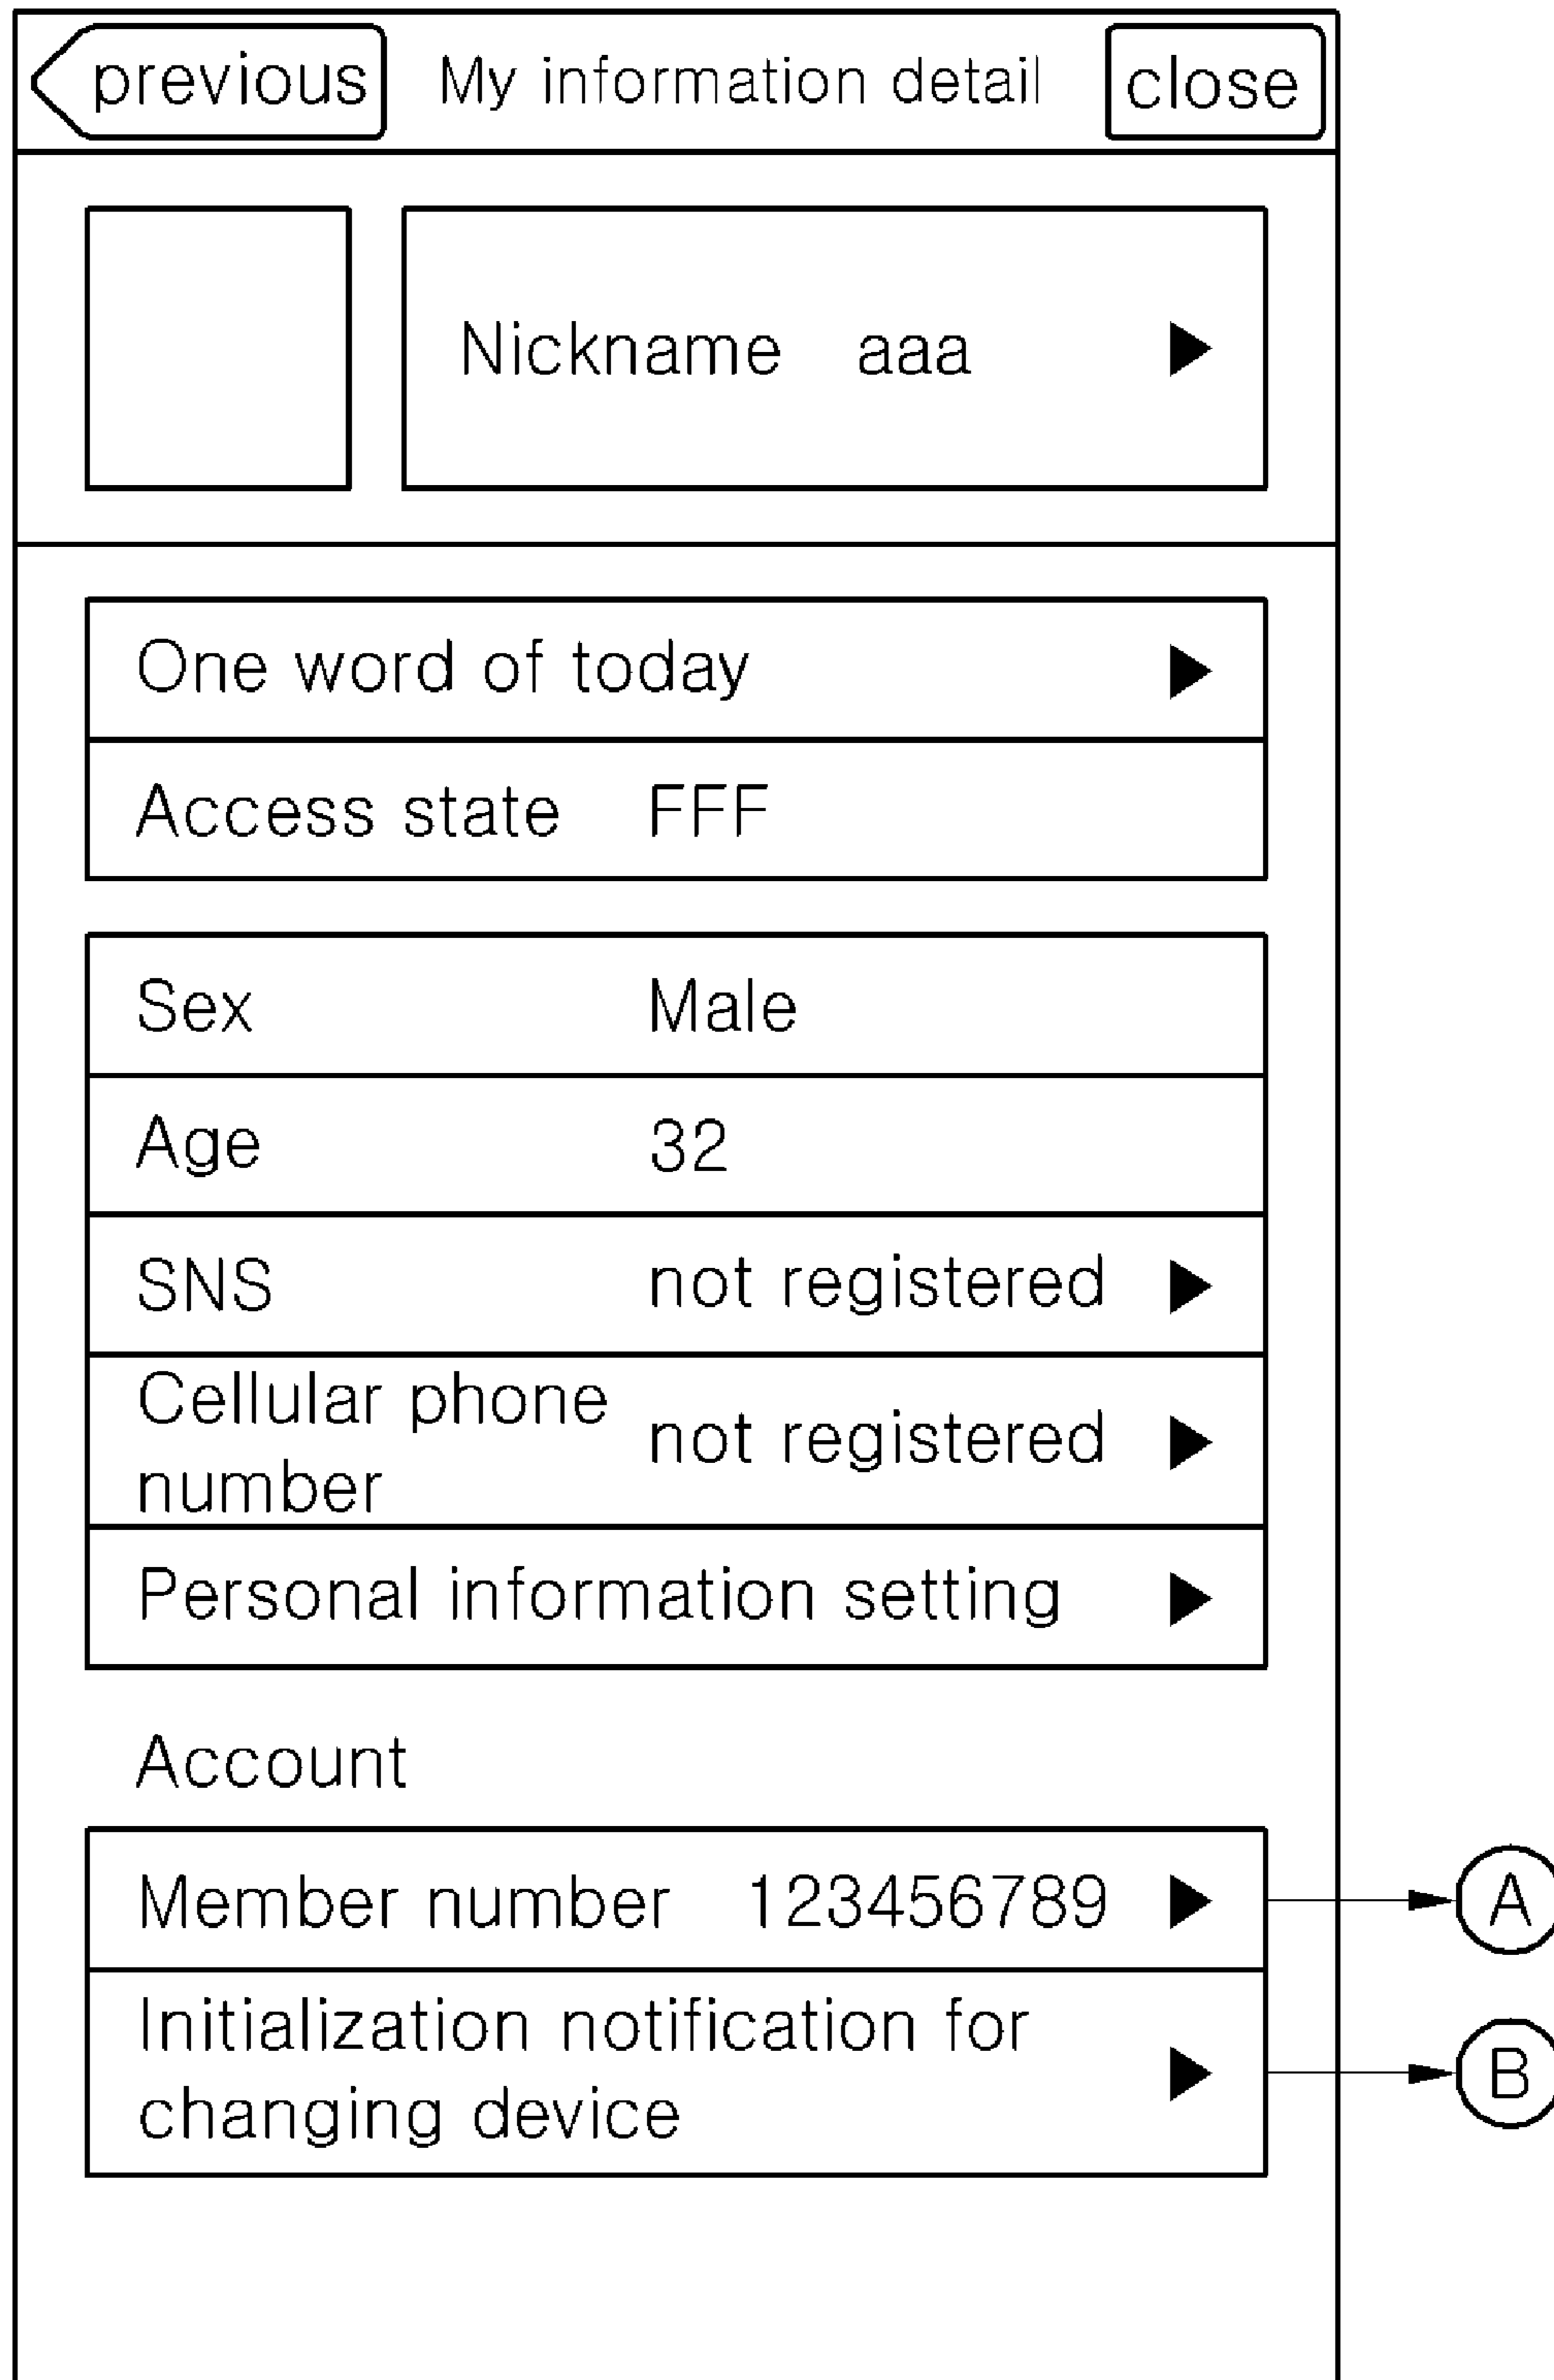 previous My information detail close
Nickname aaa ▶
One word of today ▶
Access state FFF
Sex Male
Age 32
SNS not registered ▶
Cellular phone
number not registered ▶
Personal information setting ▶
Account
Member number 123456789 ▶ A
Initialization notification for
changing device ▶ B